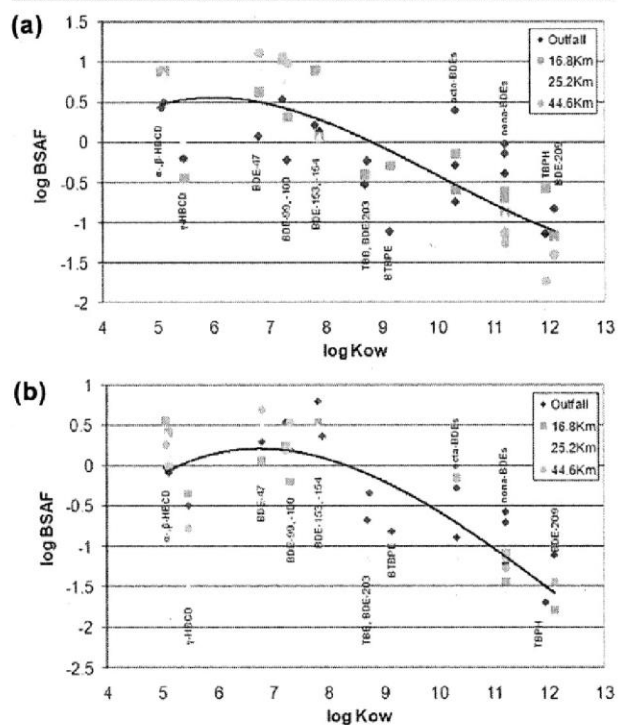 (a)
1.5
1
0.5
0
-0.5
-1
-1.5
-2
log BSAF
4 5 6 7 8 9 10 11 12 13
log Kow
Outfall
16.8Km
25.2Km
44.6Km
α-,β-HBCD
γ-HBCD
BDE-47
BDE-99,-100
BDE-153,-154
TBB, BDE-203
BTBPE
octa-BDEs
nona-BDEs
TBPH
BDE-209
(b)
1
0.5
0
-0.5
-1
-1.5
-2
-2.5
log BSAF
4 5 6 7 8 9 10 11 12 13
log Kow
Outfall
16.8Km
25.2Km
44.6Km
α-,β-HBCD
γ-HBCD
BDE-47
BDE-99,-100
BDE-153,-154
TBB, BDE-203
BTBPE
octa-BDEs
nona-BDEs
TBPH
BDE-209